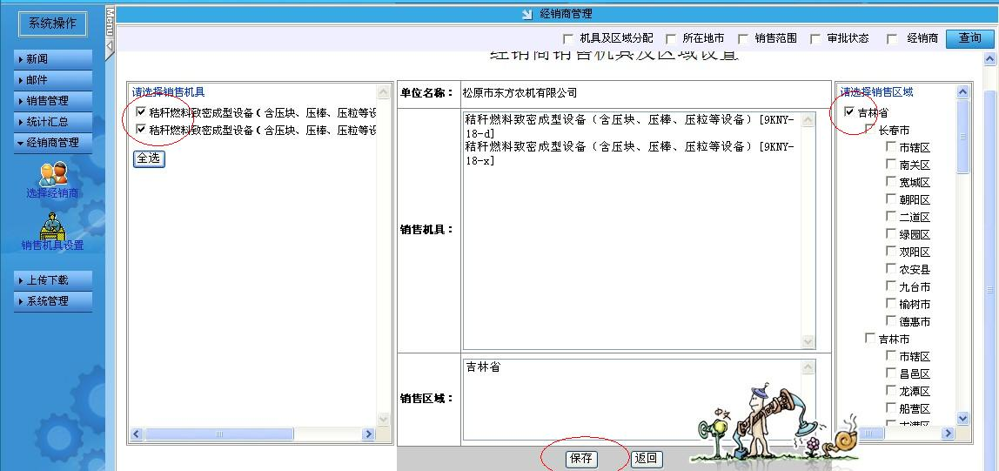 系统操作
新闻
邮件
销售管理
统计汇总
经销商管理
选择经销商
销售机具设置
上传下载
系统管理
Menu
经销商管理
机具及区域分配 所在地市 销售范围 审批状态 经销商 查询
经销商销售机具及区域设置
请选择销售机具
秸秆燃料致密成型设备(含压块、压棒、压粒等设
秸秆燃料致密成型设备(含压块、压棒、压粒等设
全选
单位名称： 松原市东方农机有限公司
销售机具：
秸秆燃料致密成型设备（含压块、压棒、压粒等设备）[9KNY-
18-d]
秸秆燃料致密成型设备（含压块、压棒、压粒等设备）[9KNY-
18-x]
销售区域：
吉林省
保存 返回
请选择销售区域
吉林省
长春市
市辖区
南关区
宽城区
朝阳区
二道区
绿园区
双阳区
农安县
九台市
榆树市
德惠市
吉林市
市辖区
昌邑区
龙潭区
船营区
中文